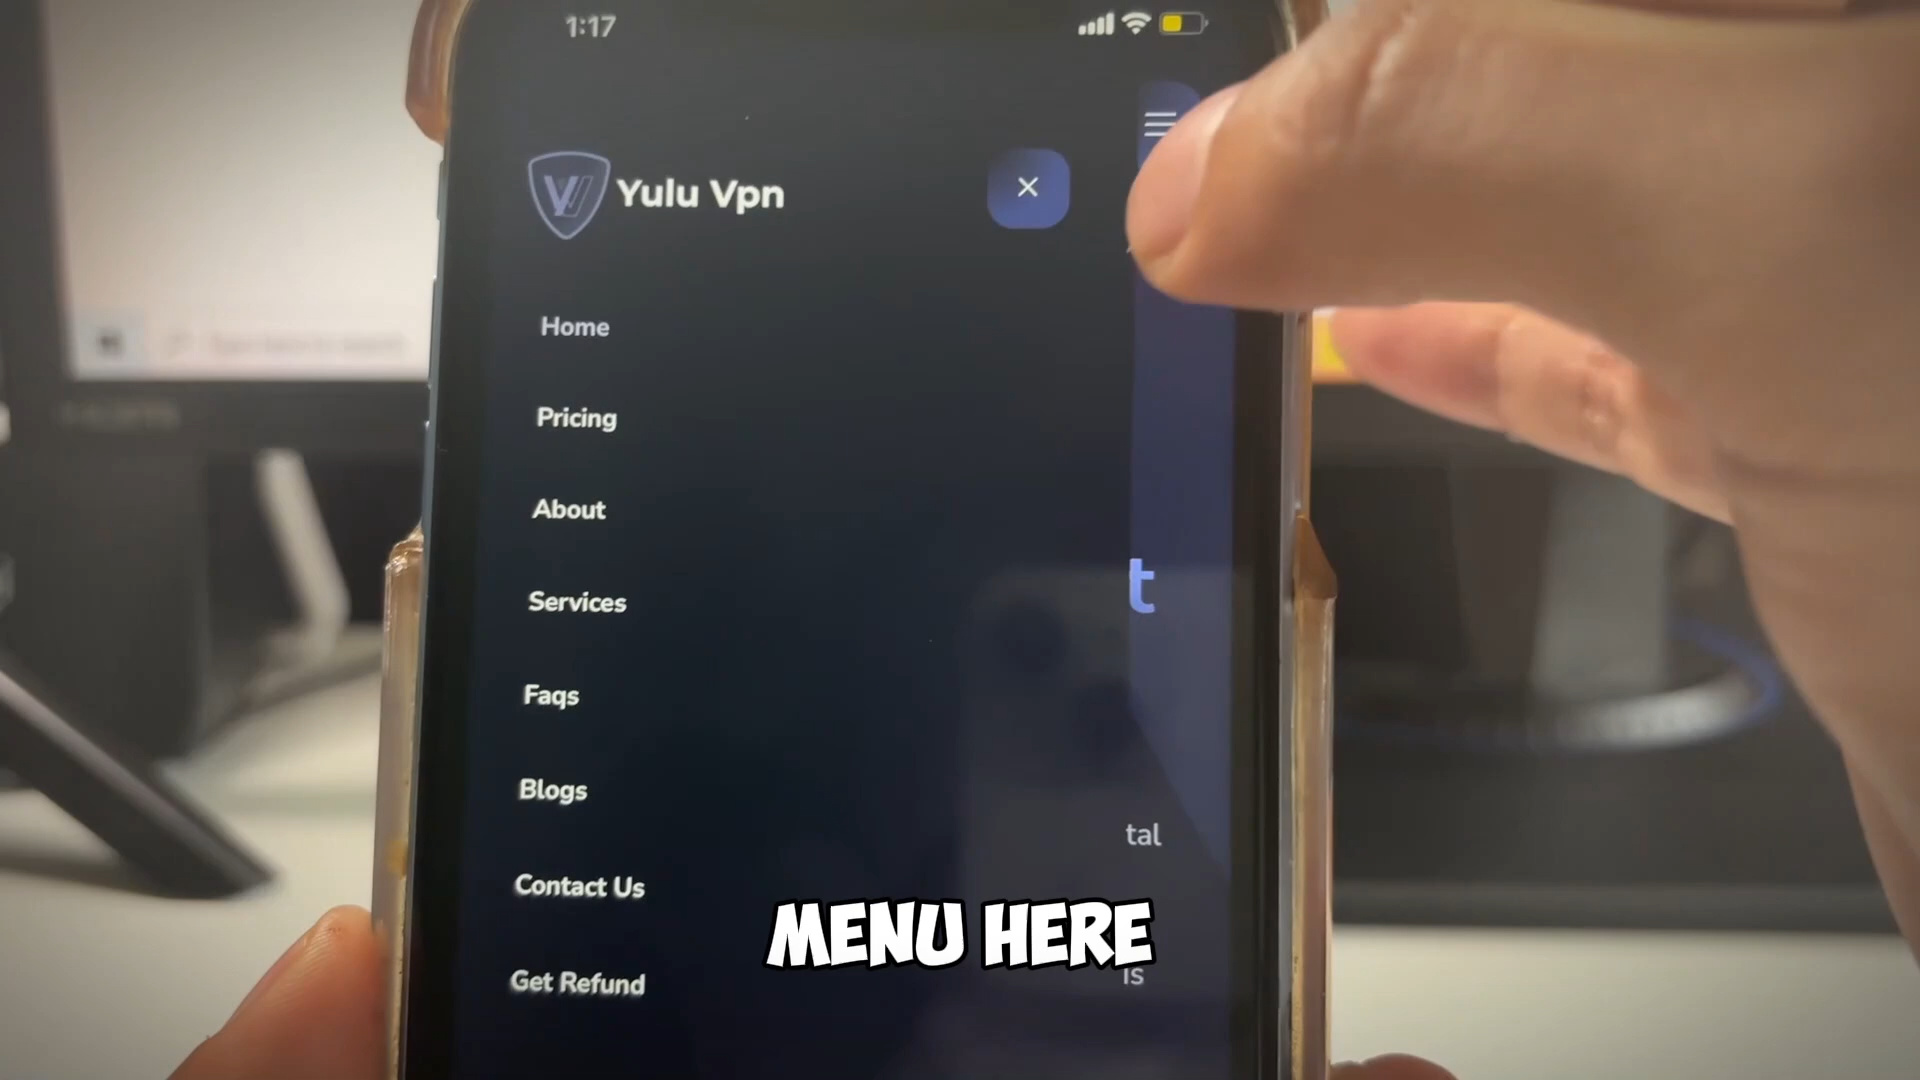 1:17
Yulu Vpn
Home
Pricing
About
Services
t
Faqs
Blogs
tal
Contact Us
MENU HERE
is
Get Refund